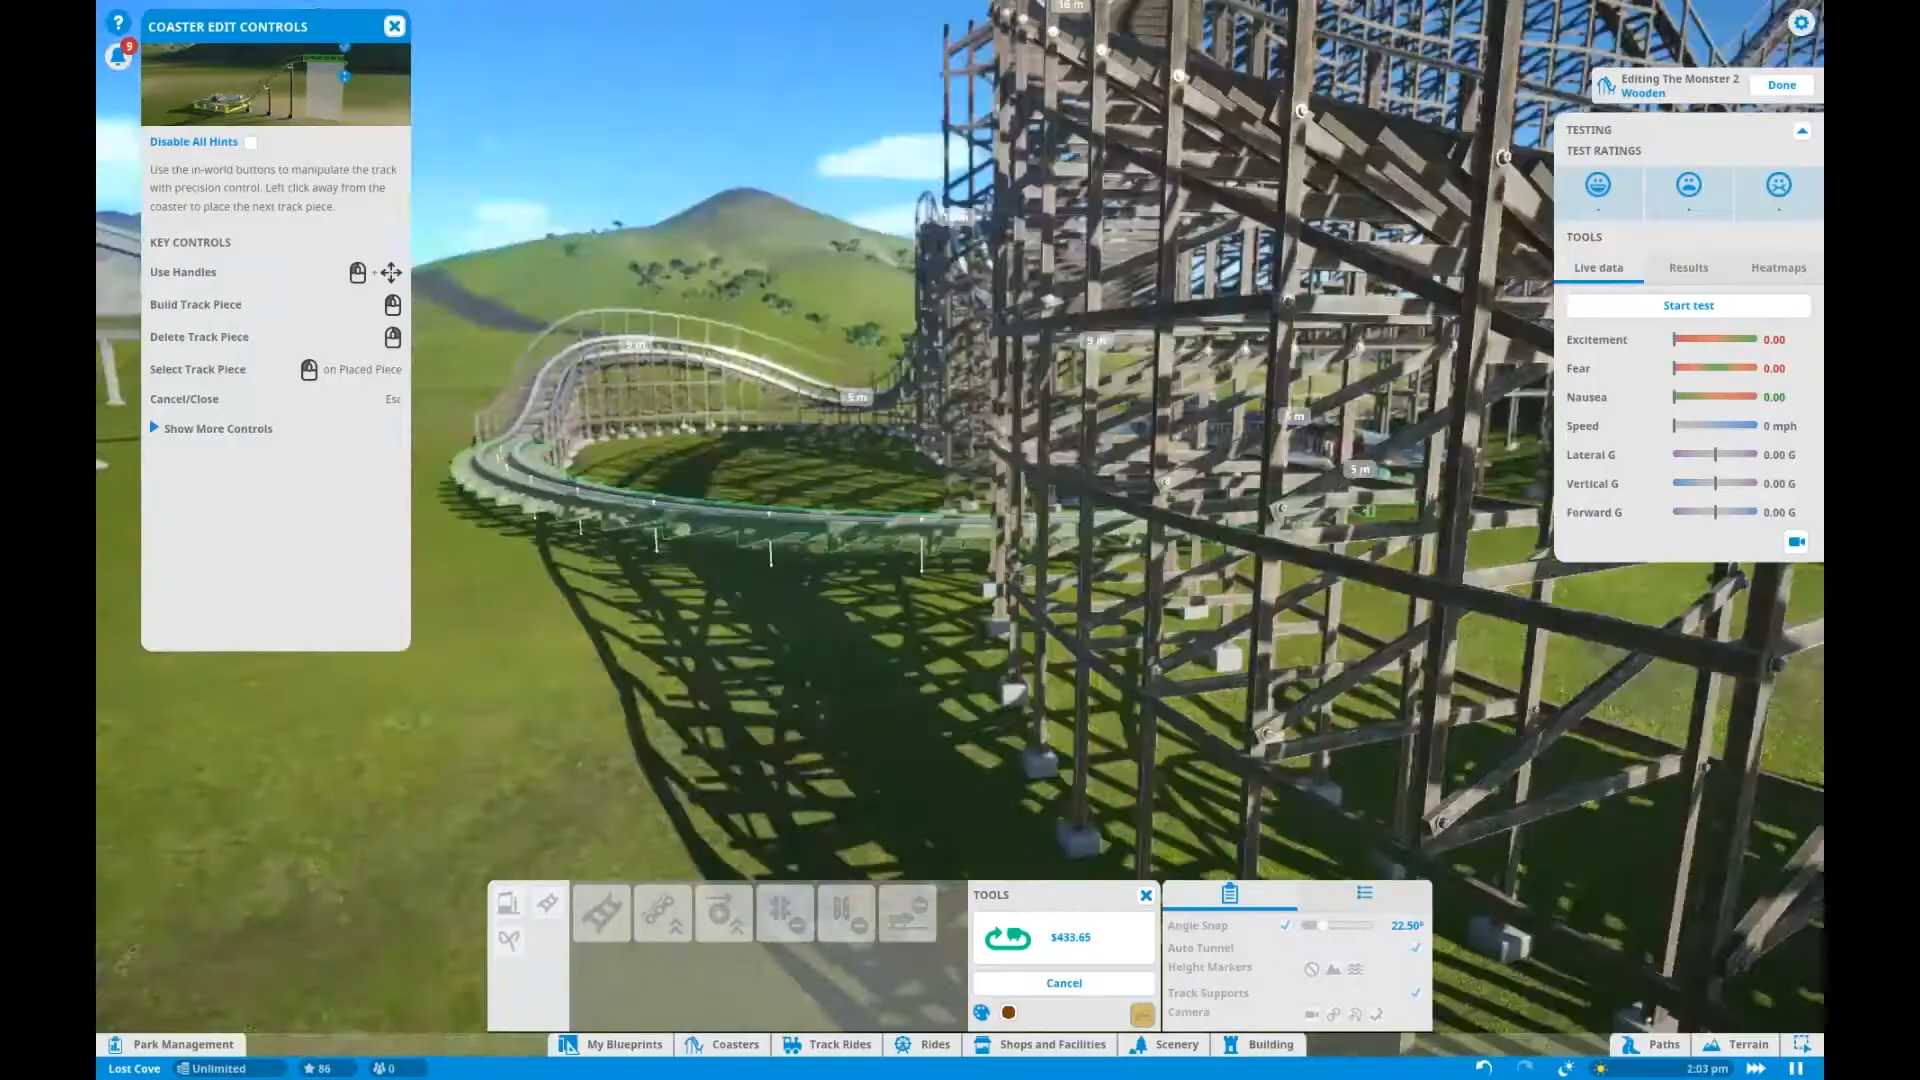 COASTER EDIT CONTROLS
9
Disable All Hints
Use the in-world buttons to manipulate the track
with precision control. Left click away from the
coaster to place the next track piece.
KEY CONTROLS
Use Handles +
Build Track Piece
Delete Track Piece
Select Track Piece on Placed Piece
Cancel/Close Esc
Show More Controls
16 m
9 m
5 m
9 m
5 m
Editing The Monster 2
Wooden
Done
TESTING
TEST RATINGS
- - -
TOOLS
Live data Results Heatmaps
Start test
Excitement 0.00
Fear 0.00
Nausea 0.00
Speed 0 mph
Lateral G 0.00 G
Vertical G 0.00 G
Forward G 0.00 G
TOOLS
$433.65
Cancel
Angle Snap 22.50°
Auto Tunnel
Height Markers
Track Supports
Camera
Park Management
My Blueprints
Coasters
Track Rides
Rides
Shops and Facilities
Scenery
Building
Paths
Terrain
Lost Cove
Unlimited
86
0
2:03 pm